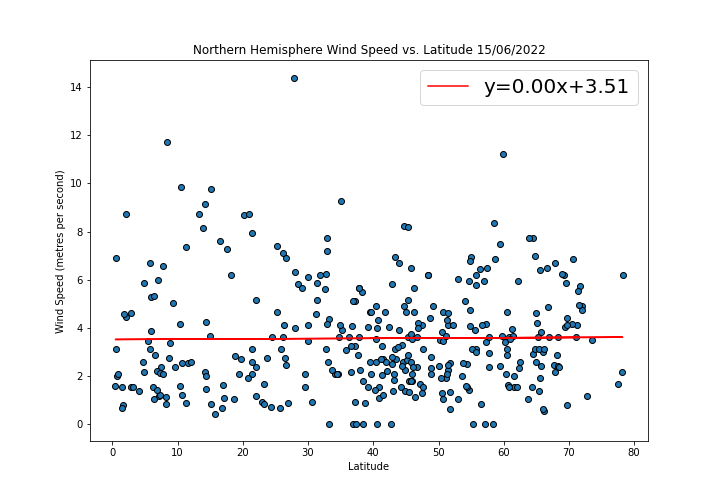 Northern Hemisphere Wind Speed vs. Latitude 15/06/2022
y=0.00x+3.51
14
12
10
8
6
4
2
0
Wind Speed (metres per second)
0 10 20 30 40 50 60 70 80
Latitude